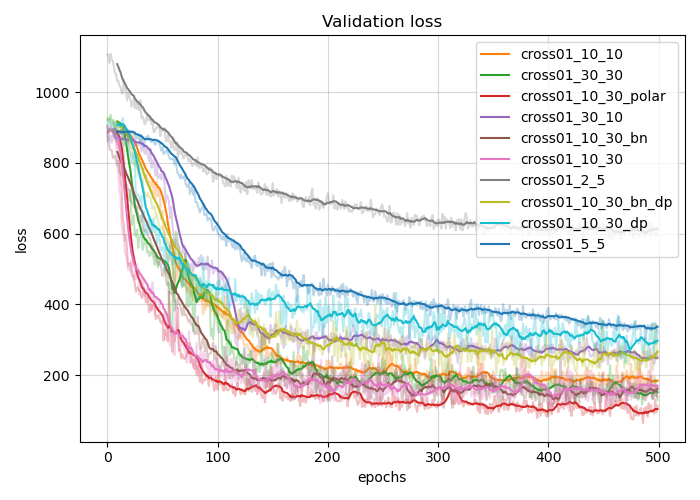 Validation loss
loss
1000
800
600
400
200
0
100
200
300
400
500
epochs
cross01_10_10
cross01_30_30
cross01_10_30_polar
cross01_30_10
cross01_10_30_bn
cross01_10_30
cross01_2_5
cross01_10_30_bn_dp
cross01_10_30_dp
cross01_5_5